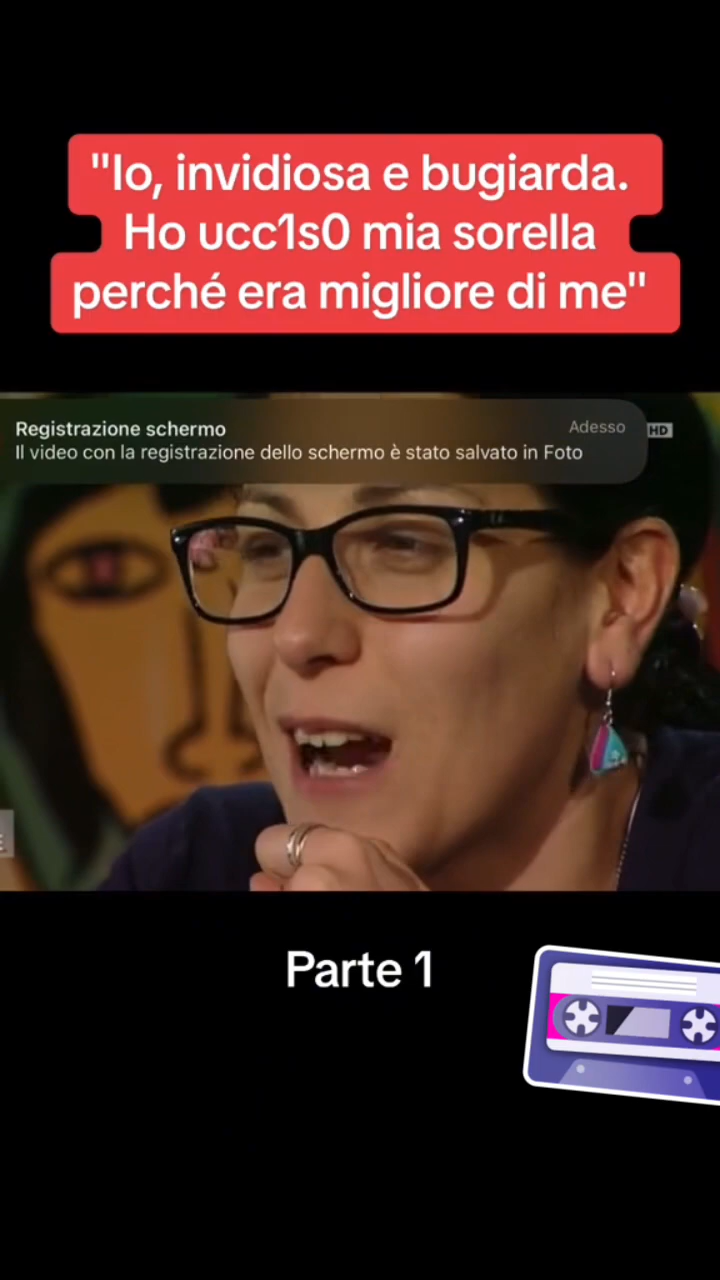 "Io, invidiosa e bugiarda.
Ho ucc1s0 mia sorella
perché era migliore di me"
Registrazione schermo
Adesso
HD
Il video con la registrazione dello schermo è stato salvato in Foto
Parte 1